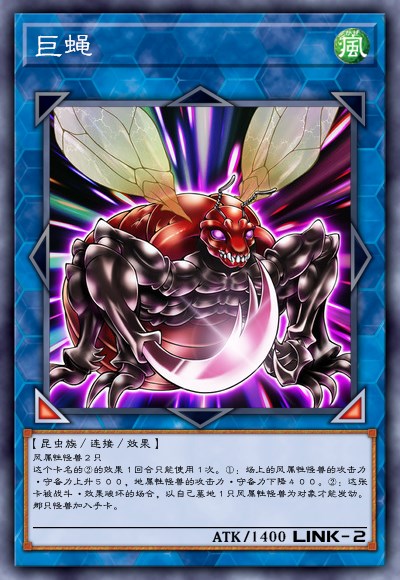 巨蝇
風
【昆虫族／连接／效果】
风属性怪兽２只
这个卡名的②的效果１回合只能使用１次。①：场上的风属性怪兽的攻击力
·守备力上升５００，地属性怪兽的攻击力·守备力下降４００。②：这张
卡被战斗·效果破坏的场合，以自己墓地１只风属性怪兽为对象才能发动。
那只怪兽加入手卡。
ATK/1400 LINK-2